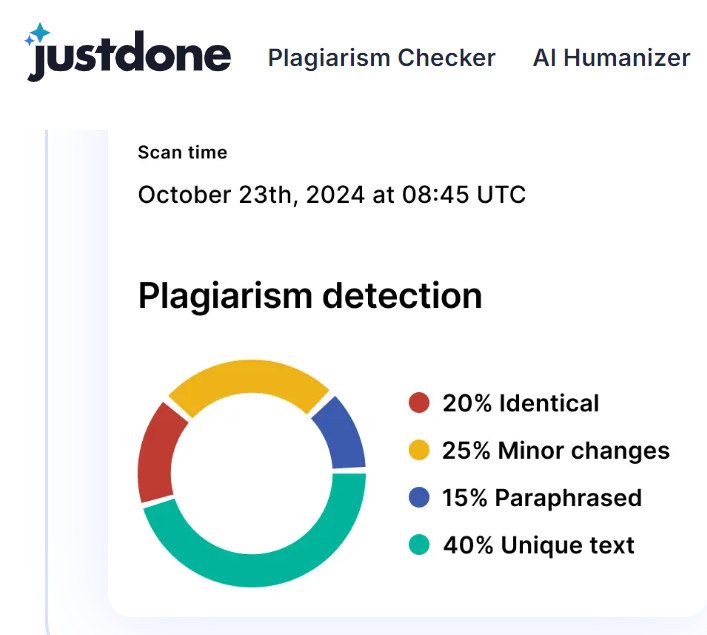 justdone
Plagiarism Checker
AI Humanizer
Scan time
October 23th, 2024 at 08:45 UTC
Plagiarism detection
20% Identical
25% Minor changes
15% Paraphrased
40% Unique text